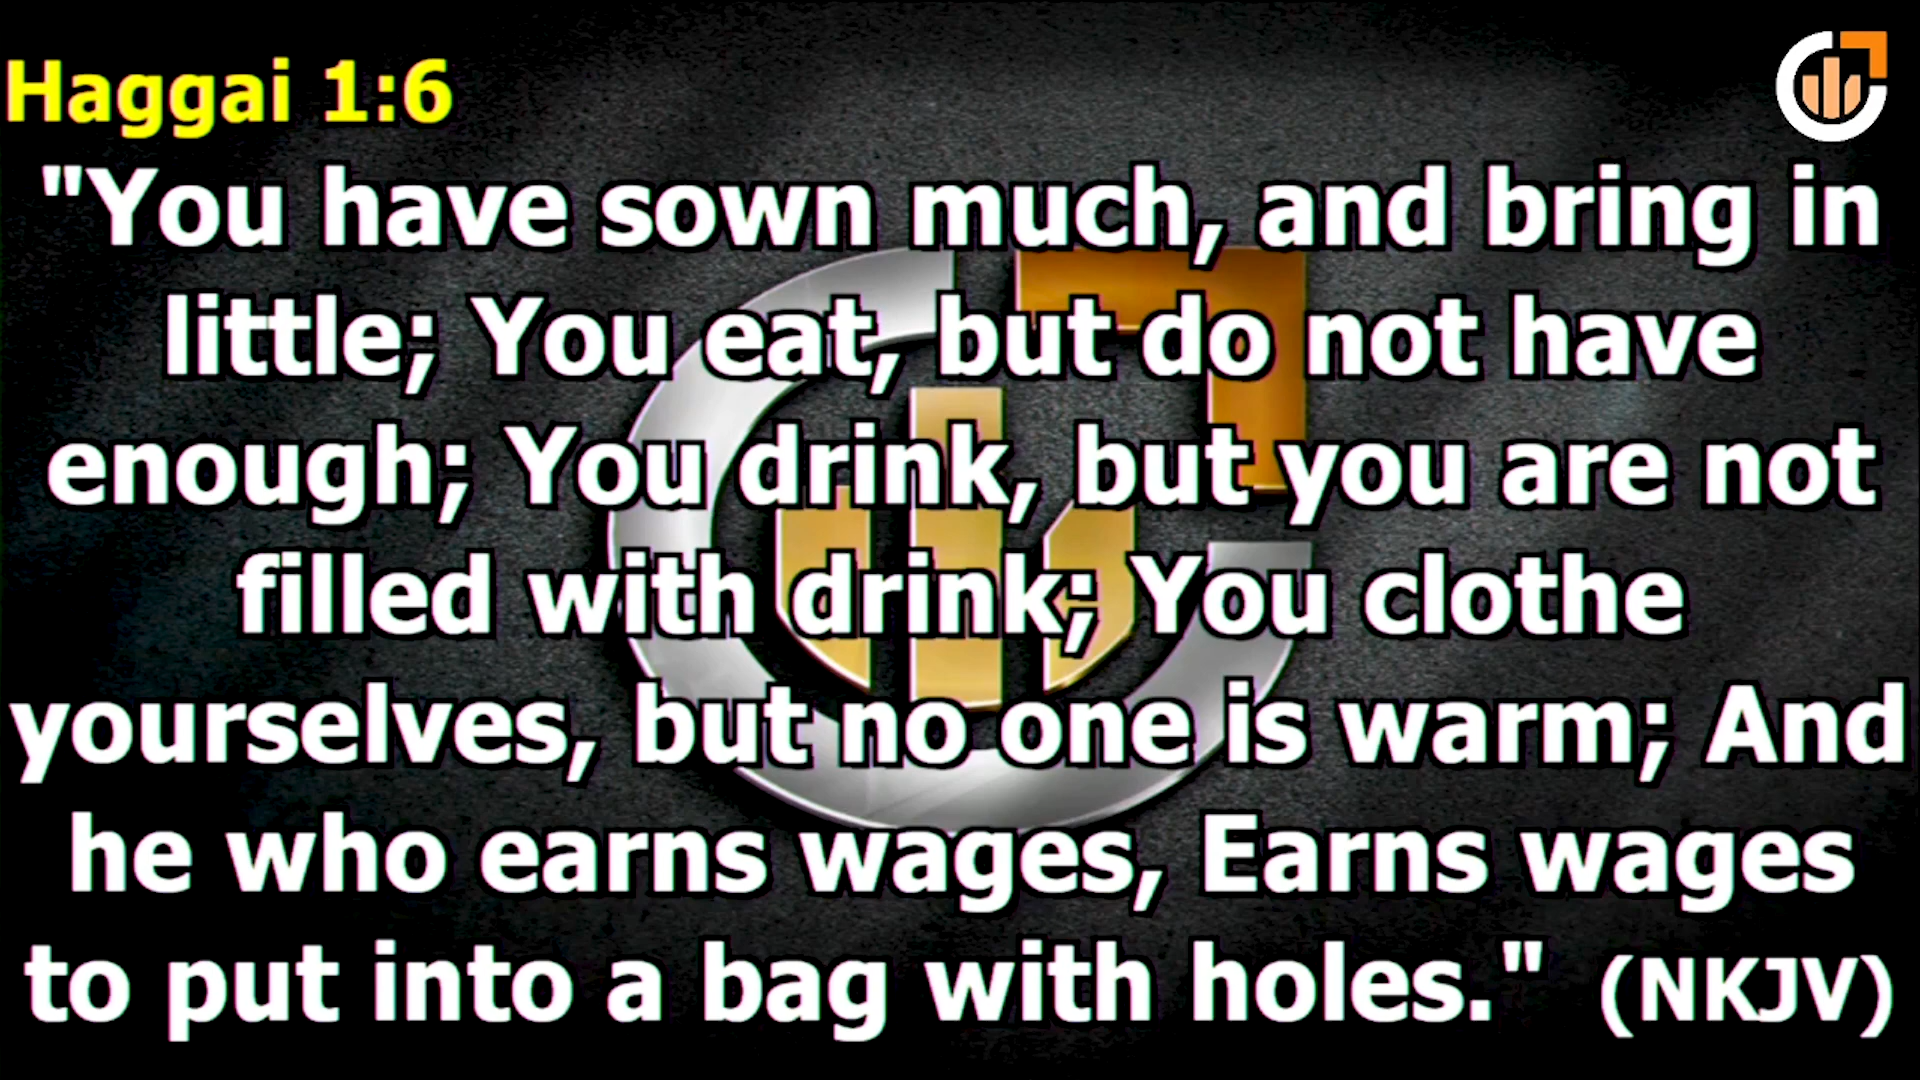 Haggai 1:6
"You have sown much, and bring in
little; You eat, but do not have
enough; You drink, but you are not
filled with drink; You clothe
yourselves, but no one is warm; And
he who earns wages, Earns wages
to put into a bag with holes." (NKJV)